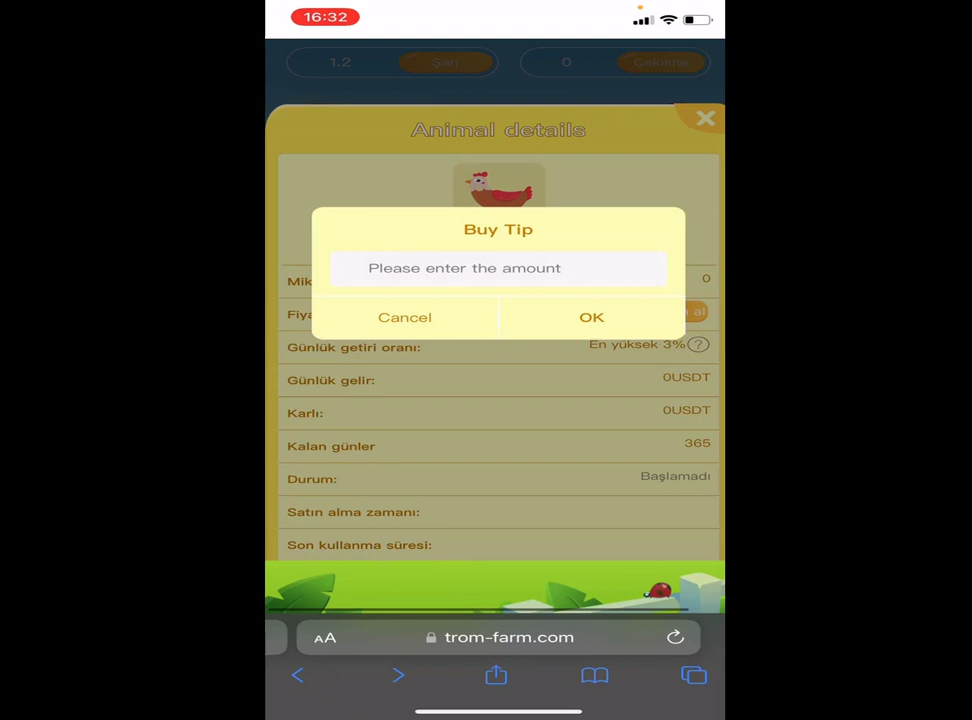 16:32
1.2 Şarj 0 Çekilme
Animal details
Buy Tip
Please enter the amount
Cancel OK
0
al
Günlük getiri oranı: En yüksek 3% ?
Günlük gelir: 0USDT
Karlı: 0USDT
Kalan günler 365
Durum: Başlamadı
Satın alma zamanı:
Son kullanma süresi:
AA trom-farm.com